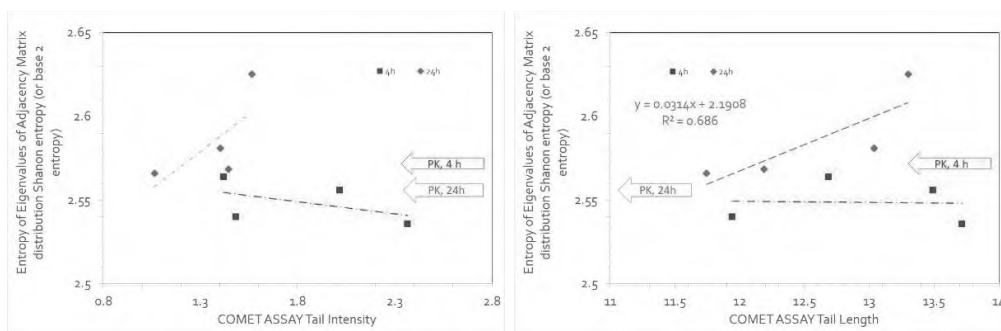 Entropy of Eigenvalues of Adjacency Matrix
distribution Shanon entropy (or base 2
entropy)
2.65
2.6
2.55
2.5
4h
24h
PK, 4 h
PK, 24h
0.8
1.3
1.8
2.3
2.8
COMET ASSAY Tail Intensity
Entropy of Eigenvalues of Adjacency Matrix
distribution Shanon entropy (or base 2
entropy)
2.65
2.6
2.55
2.5
4h
24h
y = 0.0314x + 2.1908
R² = 0.686
PK, 4 h
PK, 24h
11
11.5
12
12.5
13
13.5
14
COMET ASSAY Tail Length